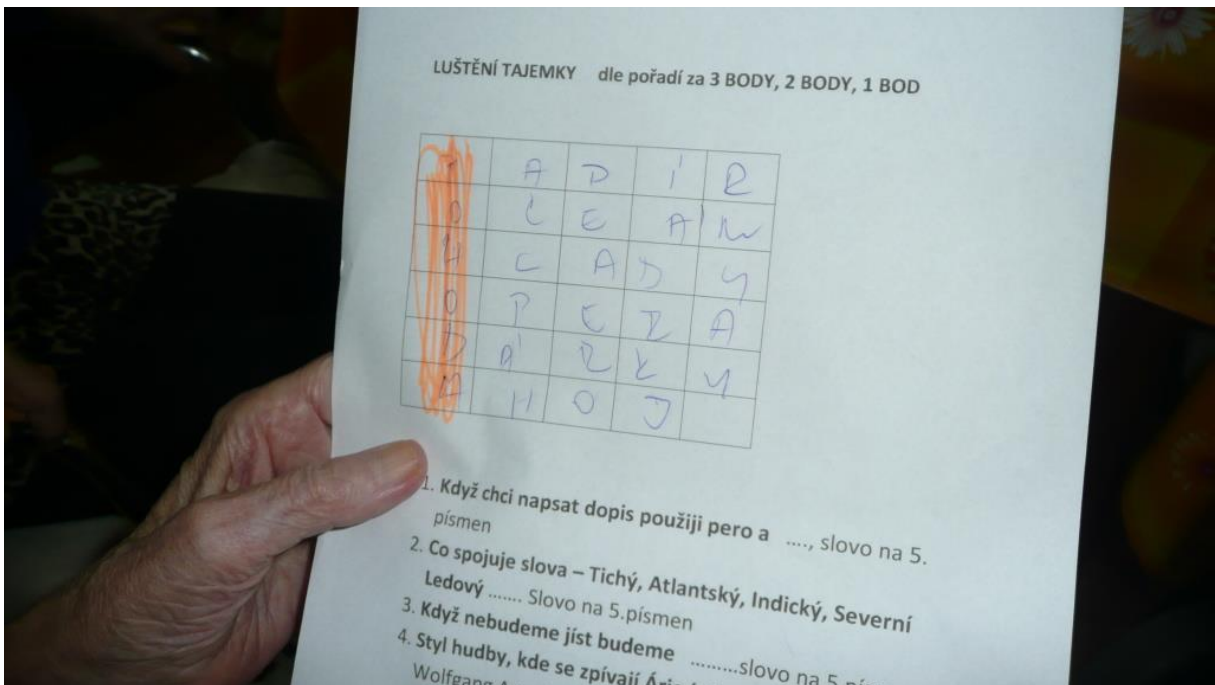 LUŠTĚNÍ TAJEMKY dle pořadí za 3 BODY, 2 BODY, 1 BOD
P A D Í R
O C E Á N
H L A D Y
O P E R A
D Á R K Y
A H O J
1. Když chci napsat dopis použiji pero a ...., slovo na 5.
písmen
2. Co spojuje slova – Tichý, Atlantský, Indický, Severní
Ledový ....... Slovo na 5.písmen
3. Když nebudeme jíst budeme .........slovo na 5
4. Styl hudby, kde se zpívají
Wolfgang